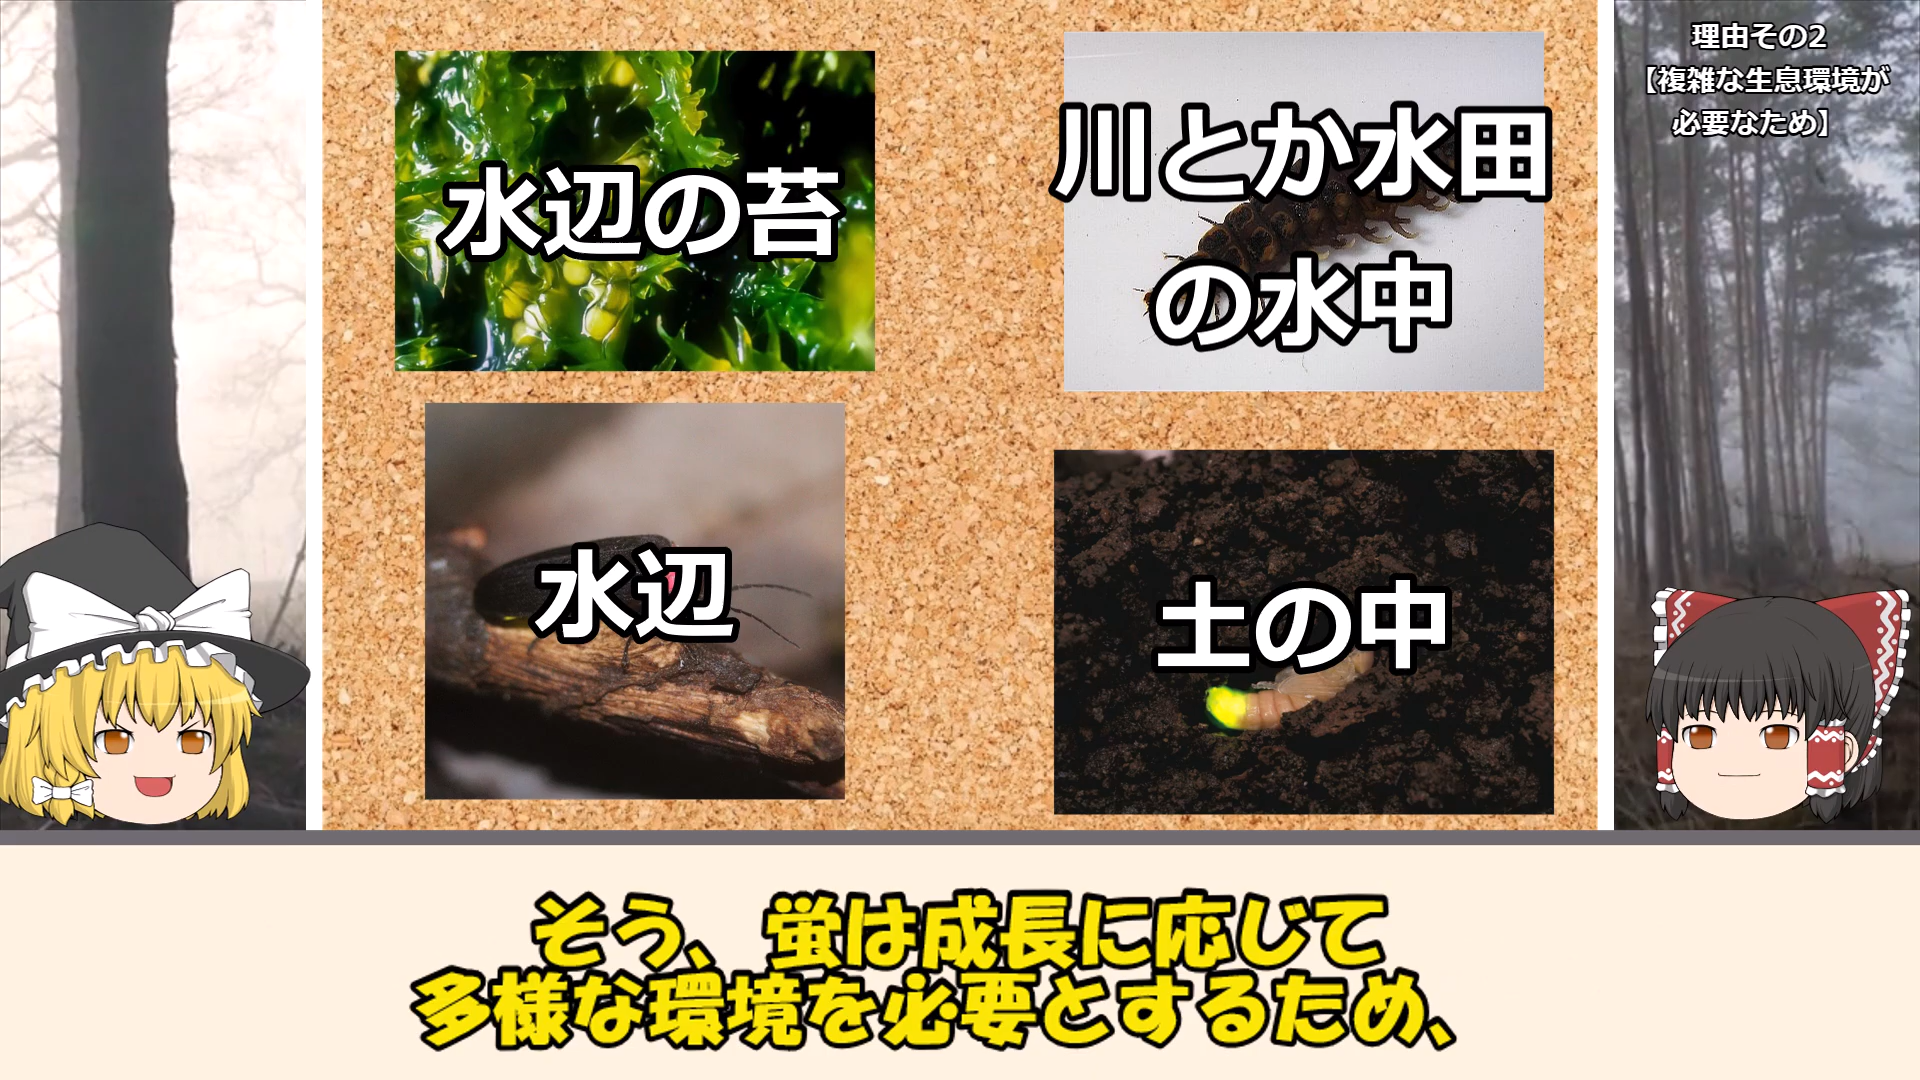 理由その2
【複雑な生息環境が
必要なため】
水辺の苔
川とか水田
の水中
水辺
土の中
そう、蛍は成長に応じて
多様な環境を必要とするため、